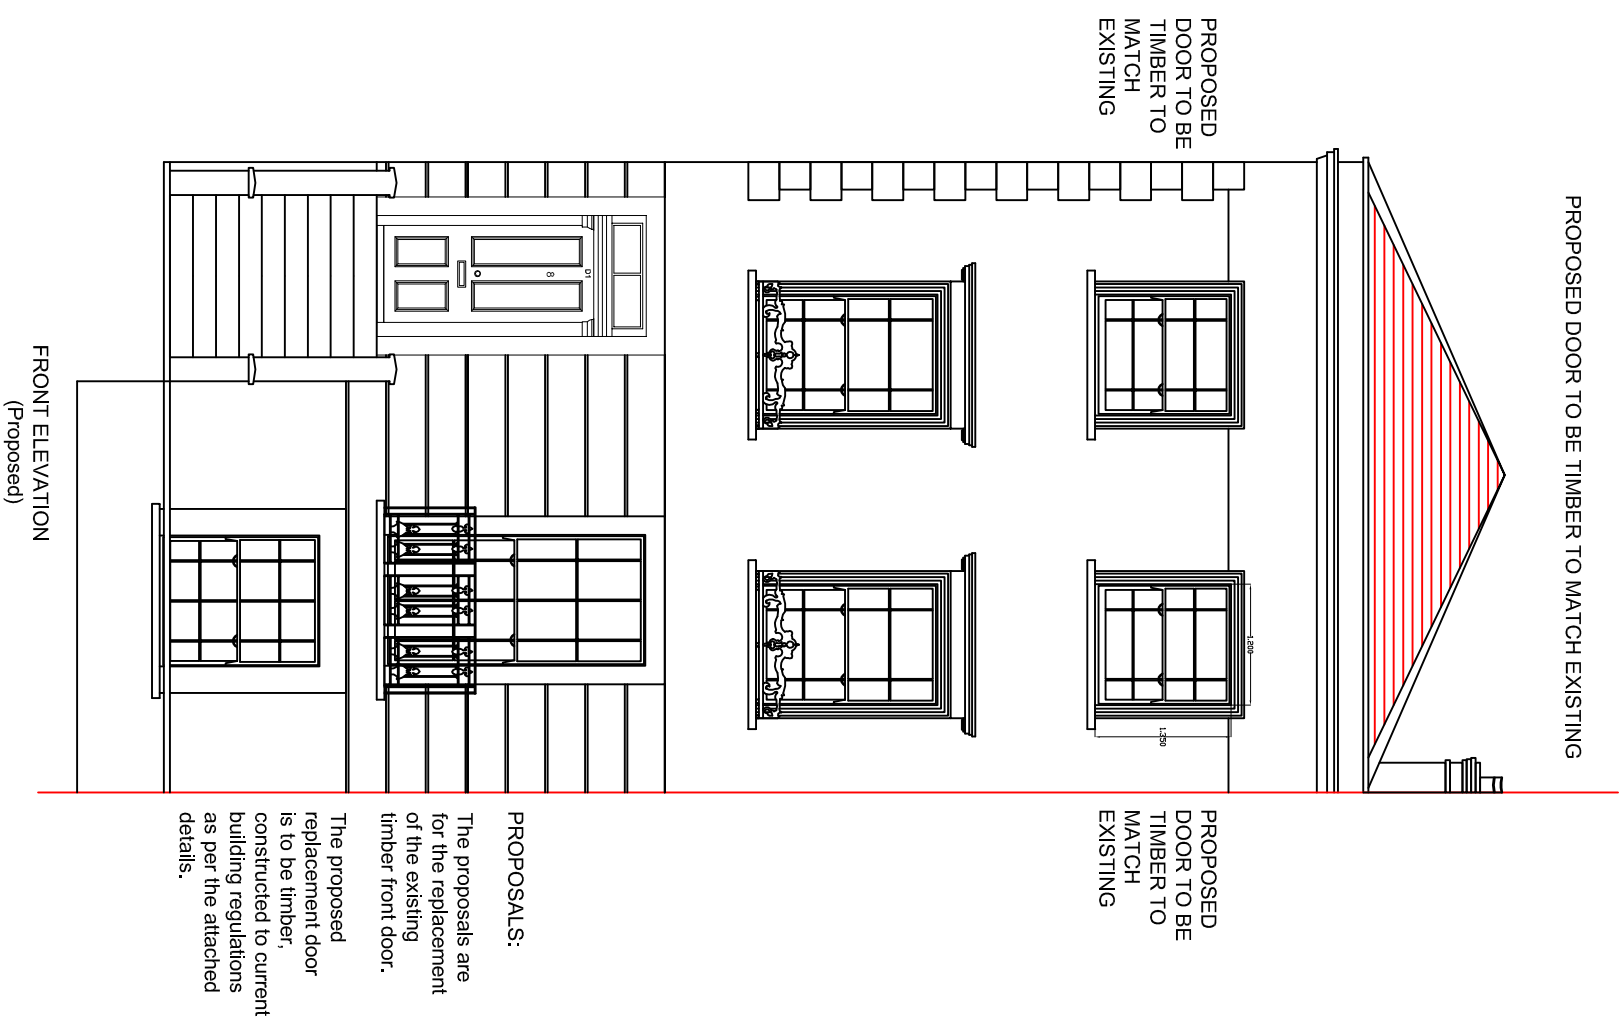 PROPOSED DOOR TO BE TIMBER TO MATCH EXISTING
PROPOSED
DOOR TO BE
TIMBER TO
MATCH
EXISTING
PROPOSED
DOOR TO BE
TIMBER TO
MATCH
EXISTING
1.200
1.350
D1
8
PROPOSALS:
The proposals are
for the replacement
of the existing
timber front door.
The proposed
replacement door
is to be timber,
constructed to current
building regulations
as per the attached
details.
FRONT ELEVATION
(Proposed)